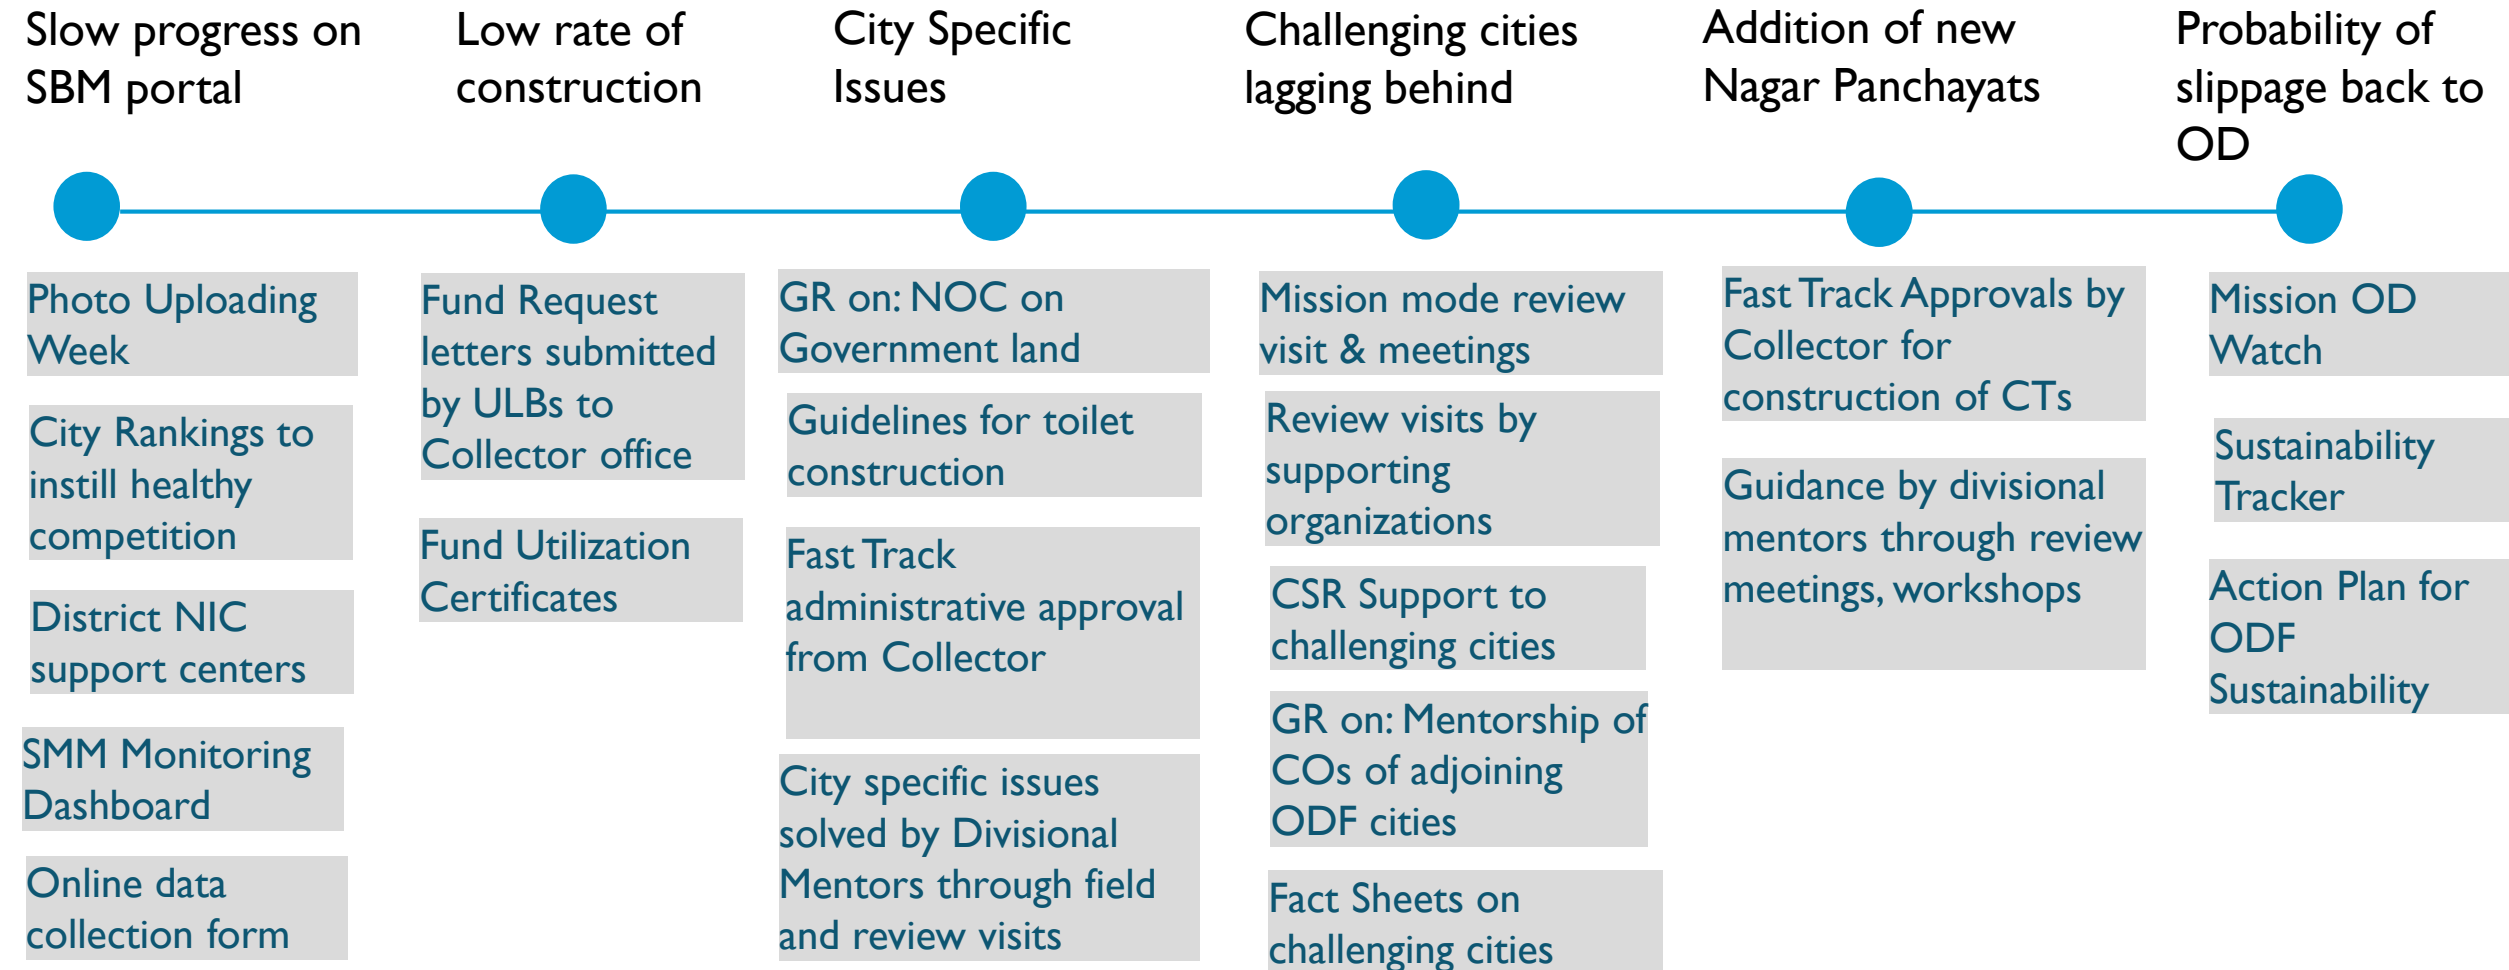 Slow progress on
SBM portal
Low rate of
construction
City Specific
Issues
Challenging cities
lagging behind
Addition of new
Nagar Panchayats
Probability of
slippage back to
OD
Photo Uploading
Week
City Rankings to
instill healthy
competition
District NIC
support centers
SMM Monitoring
Dashboard
Online data
collection form
Fund Request
letters submitted
by ULBs to
Collector office
Fund Utilization
Certificates
GR on: NOC on
Government land
Guidelines for toilet
construction
Fast Track
administrative approval
from Collector
City specific issues
solved by Divisional
Mentors through field
and review visits
Mission mode review
visit & meetings
Review visits by
supporting
organizations
CSR Support to
challenging cities
GR on: Mentorship of
COs of adjoining
ODF cities
Fact Sheets on
challenging cities
Fast Track Approvals by
Collector for
construction of CTs
Guidance by divisional
mentors through review
meetings, workshops
Mission OD
Watch
Sustainability
Tracker
Action Plan for
ODF
Sustainability